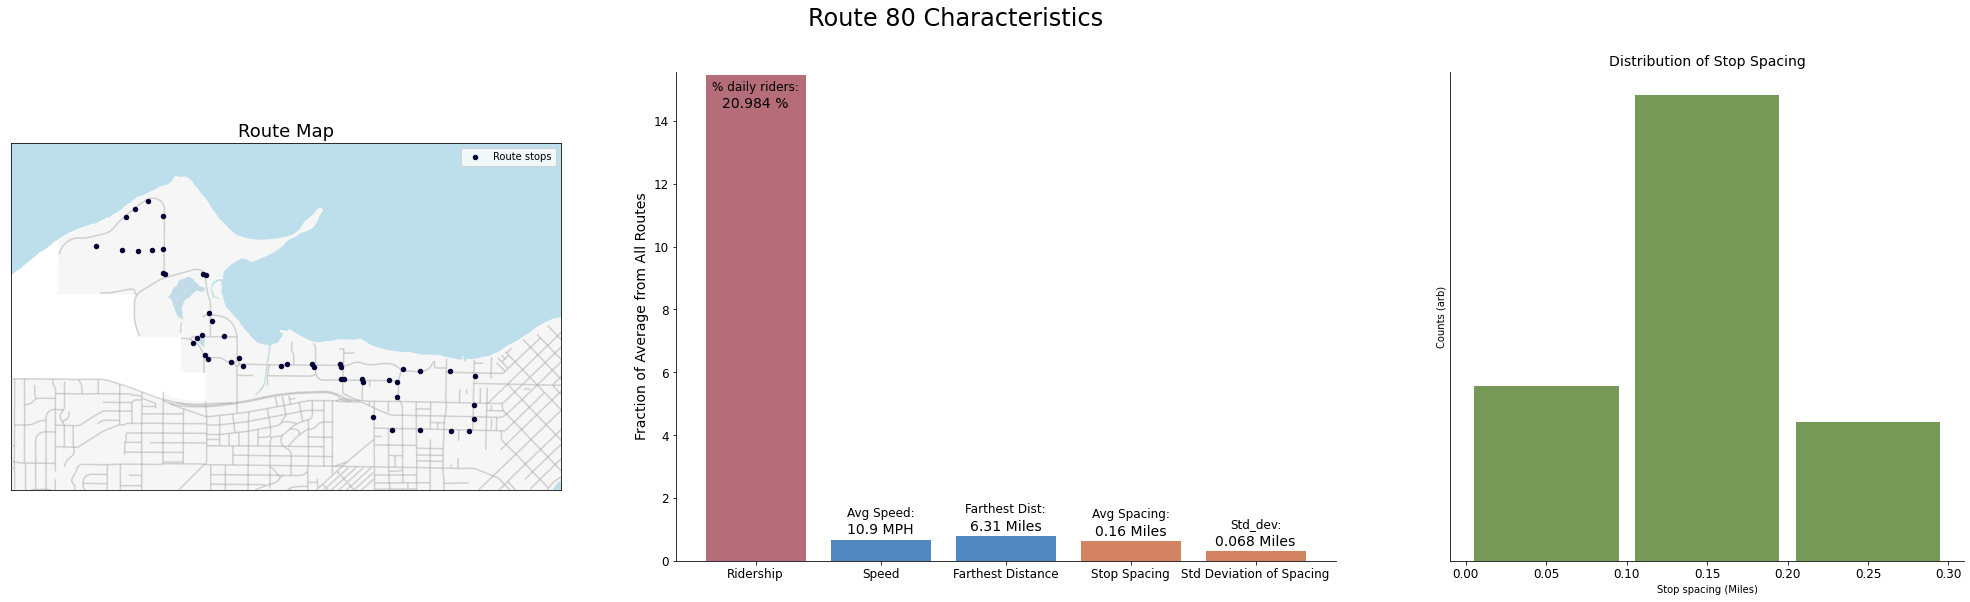 Route 80 Characteristics
Route Map
Route stops
Fraction of Average from All Routes
14
12
10
8
6
4
2
0
% daily riders:
20.984 %
Avg Speed:
10.9 MPH
Farthest Dist:
6.31 Miles
Avg Spacing:
0.16 Miles
Std_dev:
0.068 Miles
Ridership
Speed
Farthest Distance
Stop Spacing
Std Deviation of Spacing
Distribution of Stop Spacing
Counts (arb)
0.00
0.05
0.10
0.15
0.20
0.25
0.30
Stop spacing (Miles)